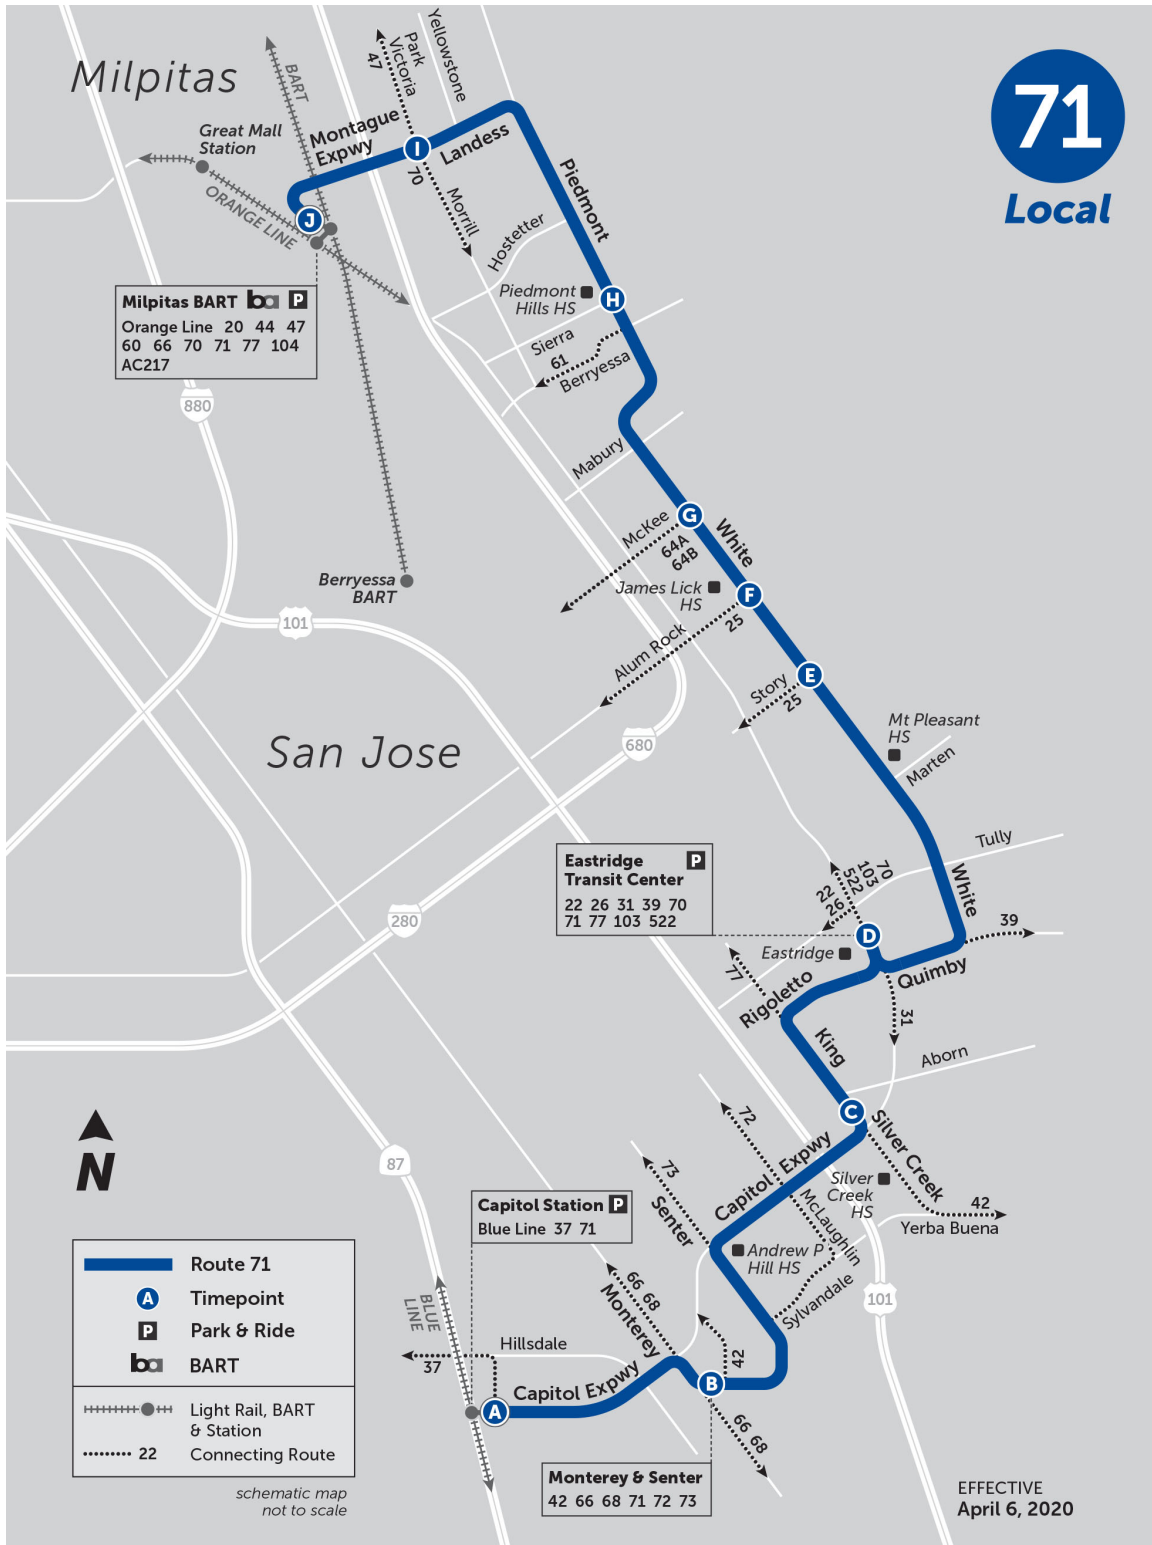 Milpitas
71
Local
BART
47
Park
Victoria
Yellowstone
Great Mall
Station
Montague
Expwy
I
Landess
ORANGE LINE
J
70
Morrill
Piedmont
Hostetter
Milpitas BART ba P
Orange Line 20 44 47
60 66 70 71 77 104
AC217
Piedmont
Hills HS
H
Sierra
61
Berryessa
880
Mabury
McKee
64A
64B
G
White
Berryessa
BART
James Lick
HS
F
25
101
Alum Rock
E
Story
25
San Jose
680
Mt Pleasant
HS
Marten
Tully
Eastridge P
Transit Center
22 26 31 39 70
71 77 103 522
22
26
522
103
70
White
280
D
39
Eastridge
77
Quimby
Rigoletto
31
King
Aborn
C
N
72
Silver Creek
87
73
Capitol Expwy
Silver
Creek
HS
42
Yerba Buena
Capitol Station P
Blue Line 37 71
Senter
McLaughlin
Andrew P
Hill HS
101
Sylvandale
BLUE
LINE
66 68
Monterey
Hillsdale
37
42
B
A
Capitol Expwy
66 68
Monterey & Senter
42 66 68 71 72 73
Route 71
A Timepoint
P Park & Ride
ba BART
Light Rail, BART
& Station
22 Connecting Route
schematic map
not to scale
EFFECTIVE
April 6, 2020